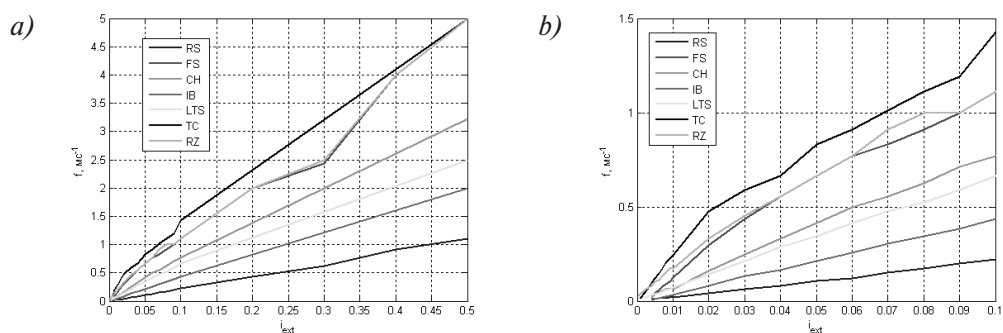 a)
5
4.5
4
3.5
3
2.5
2
1.5
1
0.5
0
f, мс⁻¹
RS
FS
CH
IB
LTS
TC
RZ
0.05 0.1 0.15 0.2 0.25 0.3 0.35 0.4 0.45 0.5
i_ext
b)
1.5
1
0.5
0
f, мс⁻¹
RS
FS
CH
IB
LTS
TC
RZ
0.01 0.02 0.03 0.04 0.05 0.06 0.07 0.08 0.09 0.1
i_ext